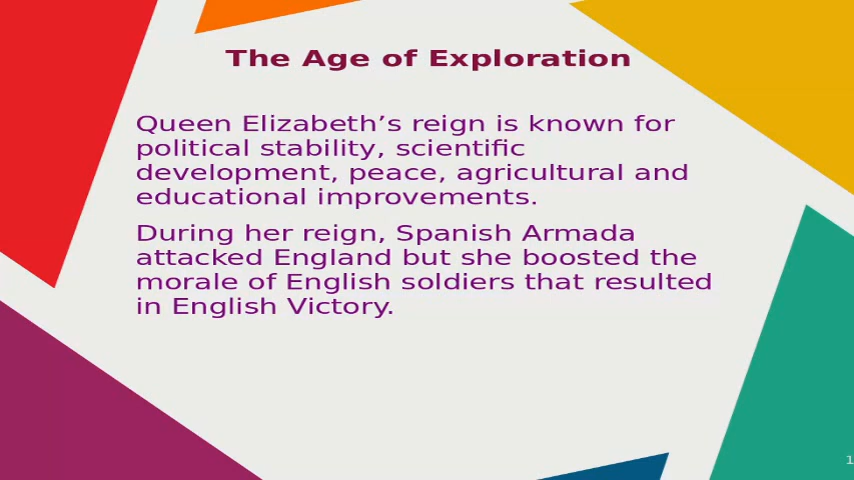 The Age of Exploration
Queen Elizabeth’s reign is known for
political stability, scientific
development, peace, agricultural and
educational improvements.
During her reign, Spanish Armada
attacked England but she boosted the
morale of English soldiers that resulted
in English Victory.
1